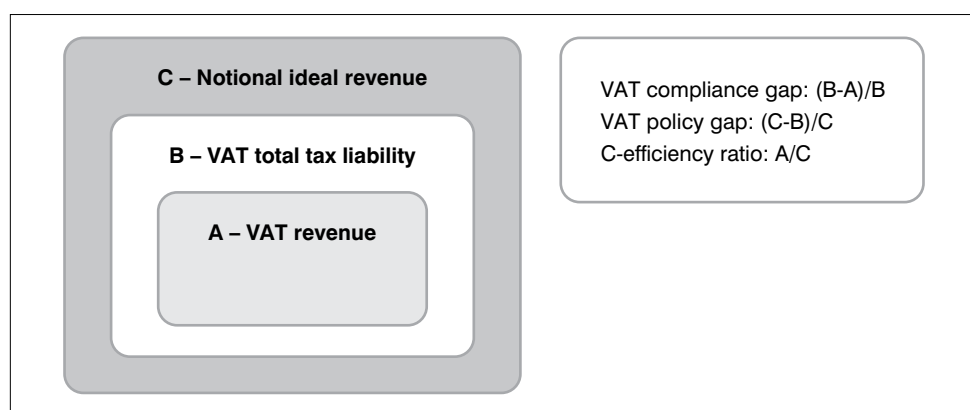 C – Notional ideal revenue
B – VAT total tax liability
A – VAT revenue
VAT compliance gap: (B-A)/B
VAT policy gap: (C-B)/C
C-efficiency ratio: A/C